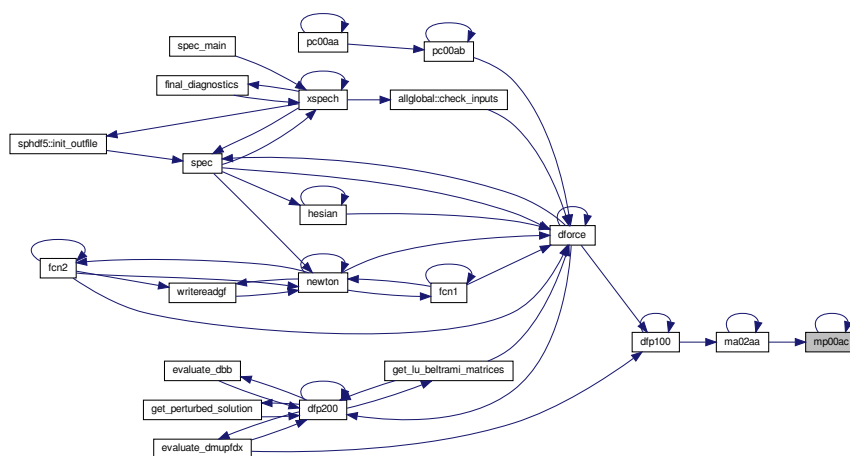 pc00aa
pc00ab
spec_main
final_diagnostics
xspech
allglobal::check_inputs
sphdf5::init_outfile
spec
hesian
dforce
fcn2
writereadgf
newton
fcn1
dfp100
ma02aa
mp00ac
evaluate_dbb
get_lu_beltrami_matrices
get_perturbed_solution
dfp200
evaluate_dmupfdx